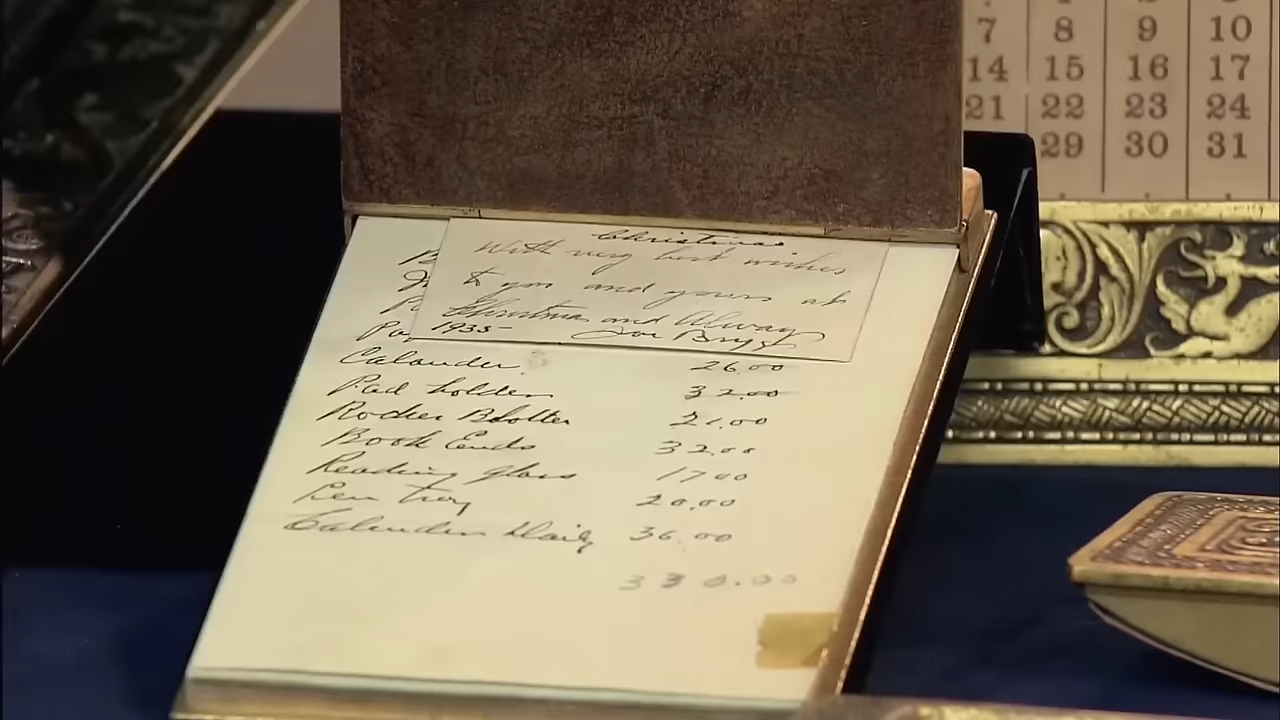 Christmas
With very best wishes
to you and yours at
Christmas and Always
1935- Joe
Calander. 26.00
Pad holder 32.00
Rocker Blotter 21.00
Book Ends 32.00
Reading glass 17.00
Pen tray 20.00
Calender Daily 36.00
330.00
7 8 9 10
14 15 16 17
21 22 23 24
29 30 31